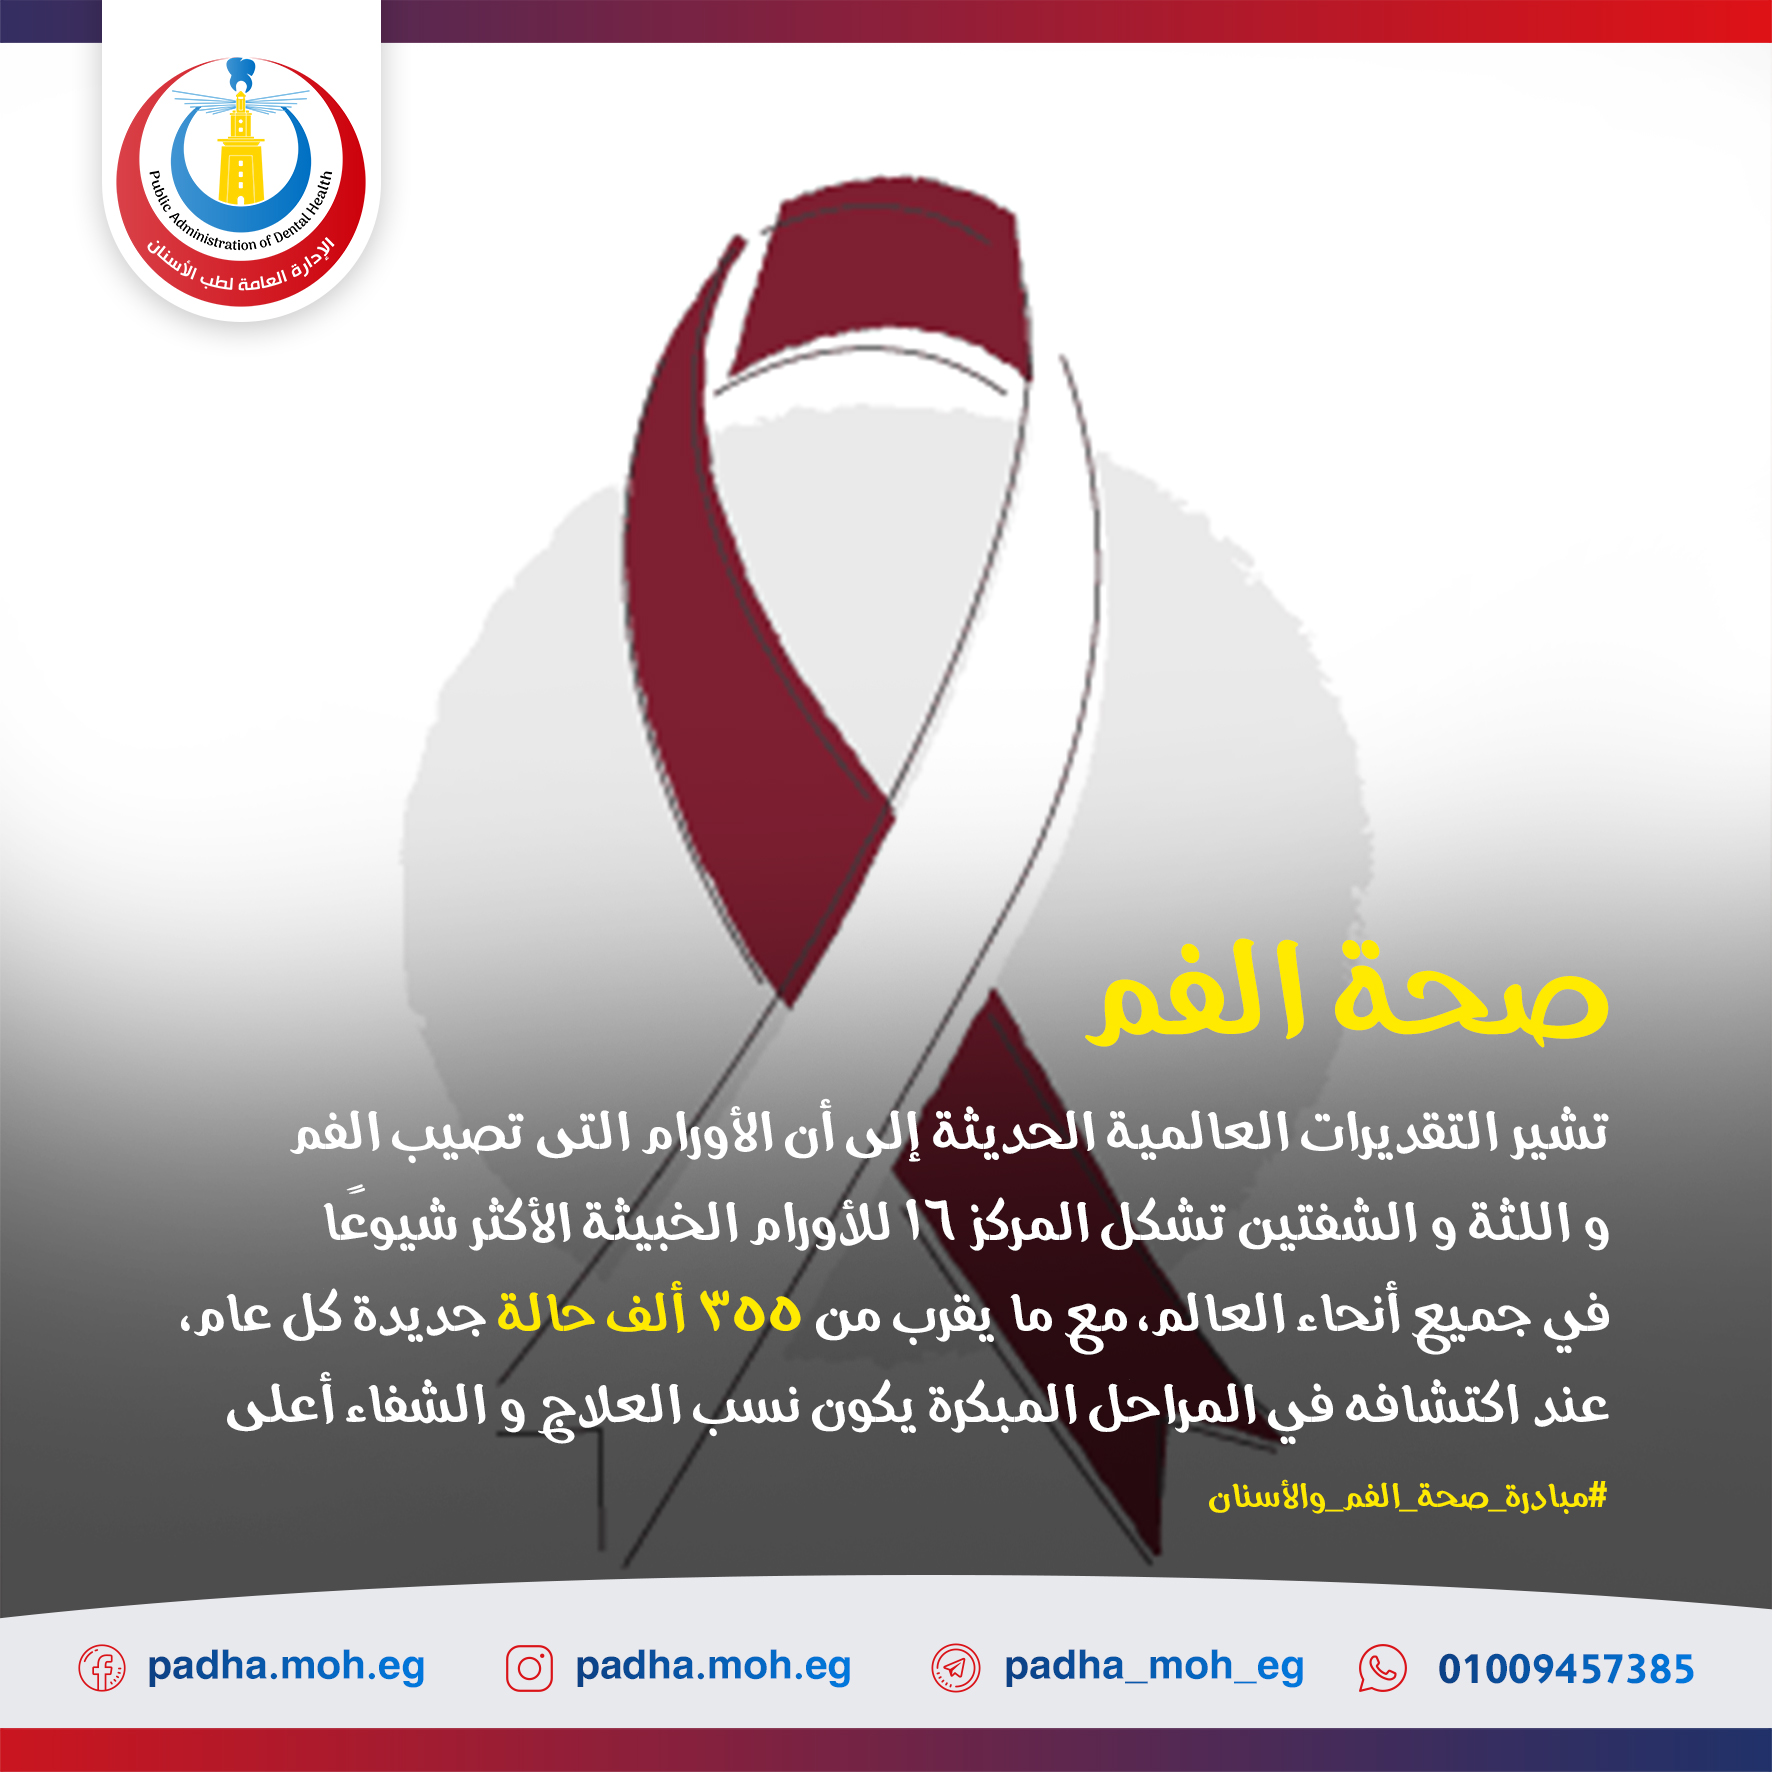 Public Administration of Dental Health
الإدارة العامة لطب الأسنان
صحة الفم
تشير التقديرات العالمية الحديثة إلى أن الأورام التى تصيب الفم
و اللثة و الشفتين تشكل المركز ١٦ للأورام الخبيثة الأكثر شيوعًا
في جميع أنحاء العالم، مع ما يقرب من ٣٥٥ ألف حالة جديدة كل عام،
عند اكتشافه في المراحل المبكرة يكون نسب العلاج و الشفاء أعلى
#مبادرة_صحة_الفم_والأسنان
padha.moh.eg
padha.moh.eg
padha_moh_eg
01009457385